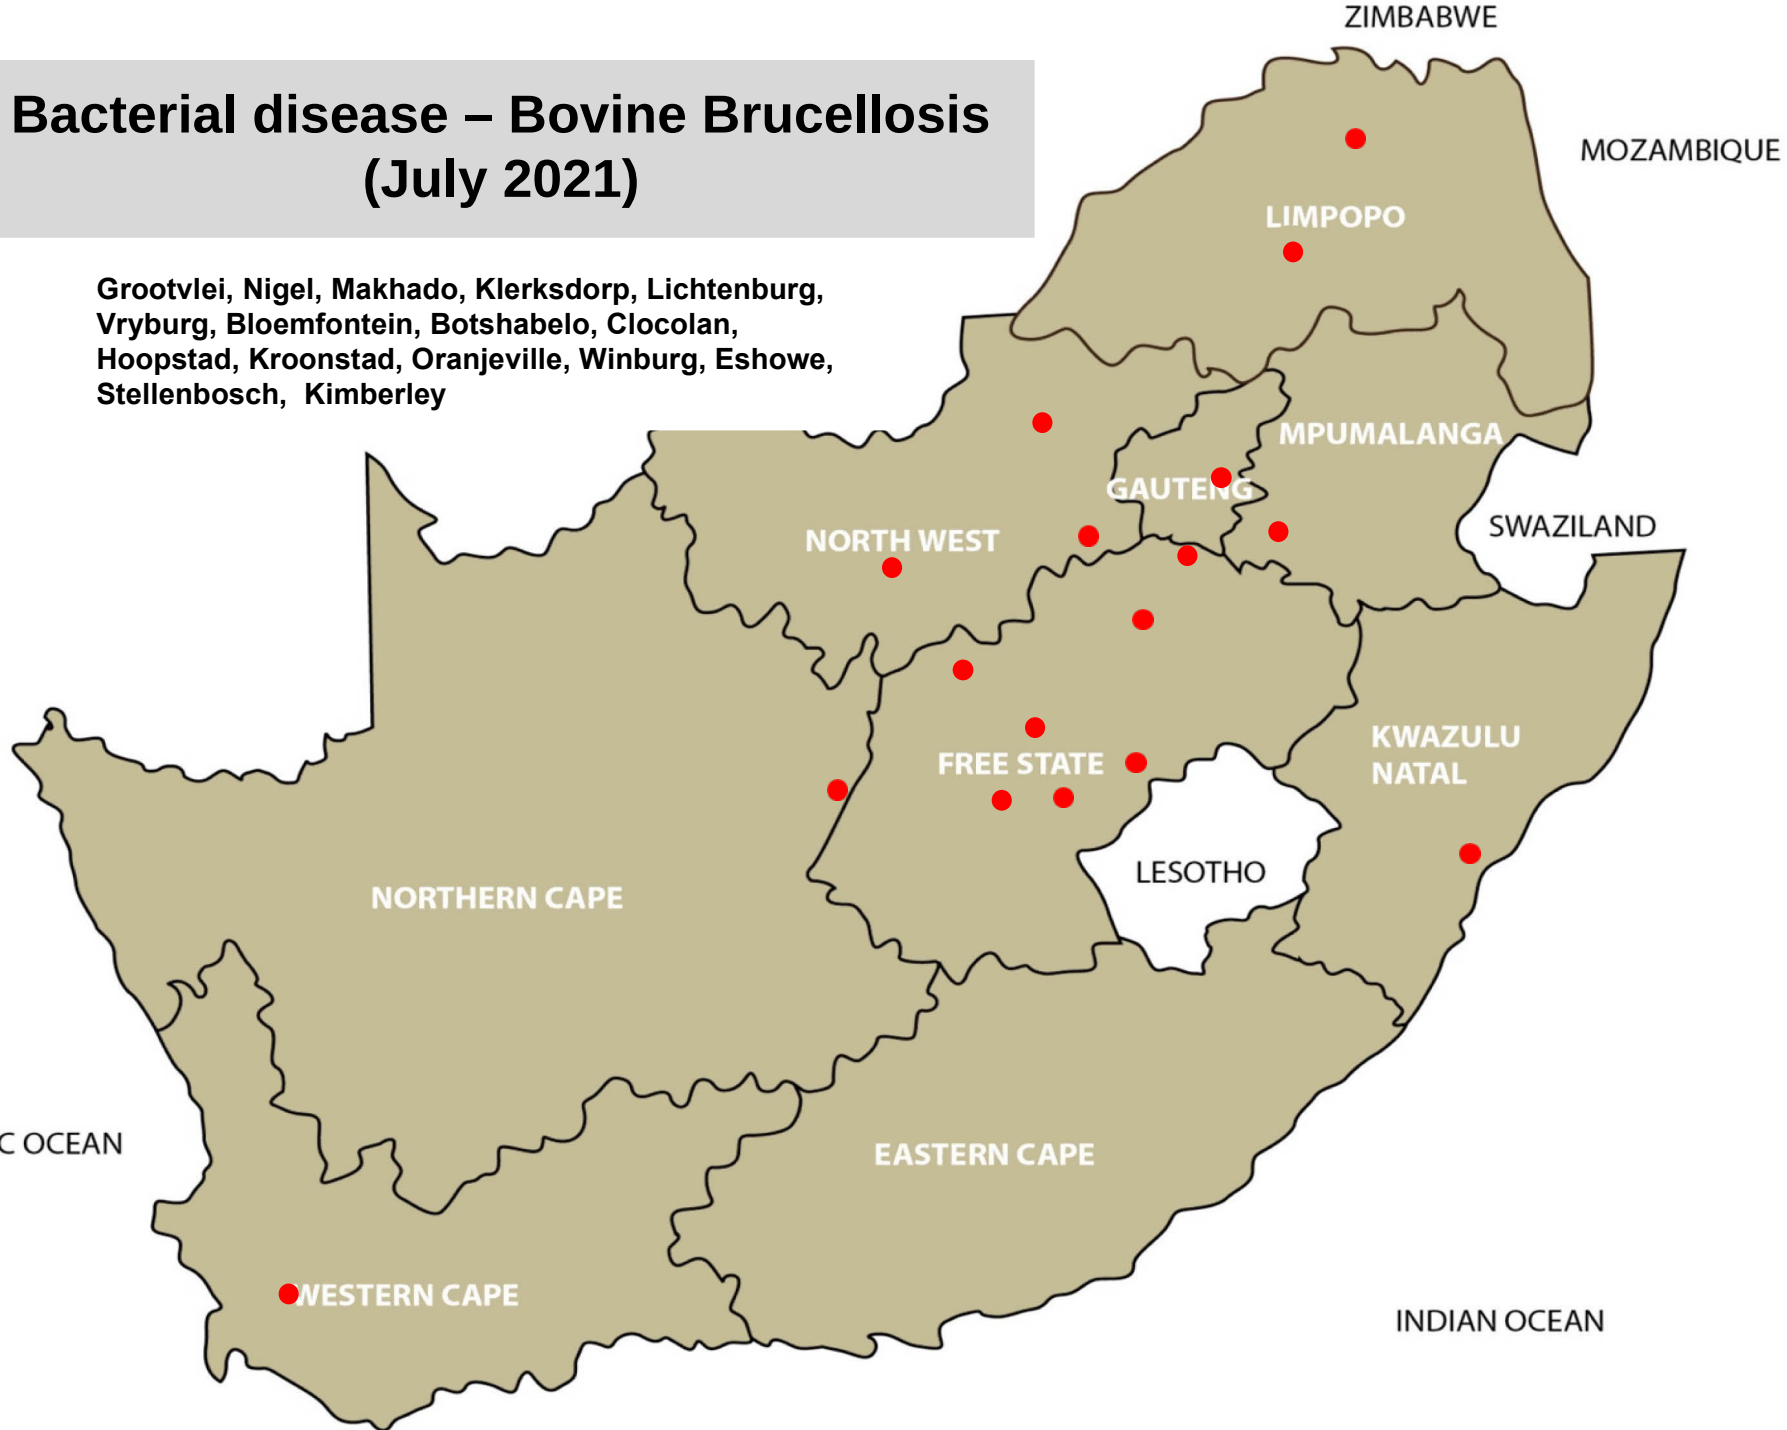 ZIMBABWE
Bacterial disease – Bovine Brucellosis
(July 2021)
MOZAMBIQUE
LIMPOPO
Grootvlei, Nigel, Makhado, Klerksdorp, Lichtenburg,
Vryburg, Bloemfontein, Botshabelo, Clocolan,
Hoopstad, Kroonstad, Oranjeville, Winburg, Eshowe,
Stellenbosch, Kimberley
MPUMALANGA
GAUTENG
SWAZILAND
NORTH WEST
KWAZULU
NATAL
FREE STATE
LESOTHO
NORTHERN CAPE
C OCEAN
EASTERN CAPE
WESTERN CAPE
INDIAN OCEAN